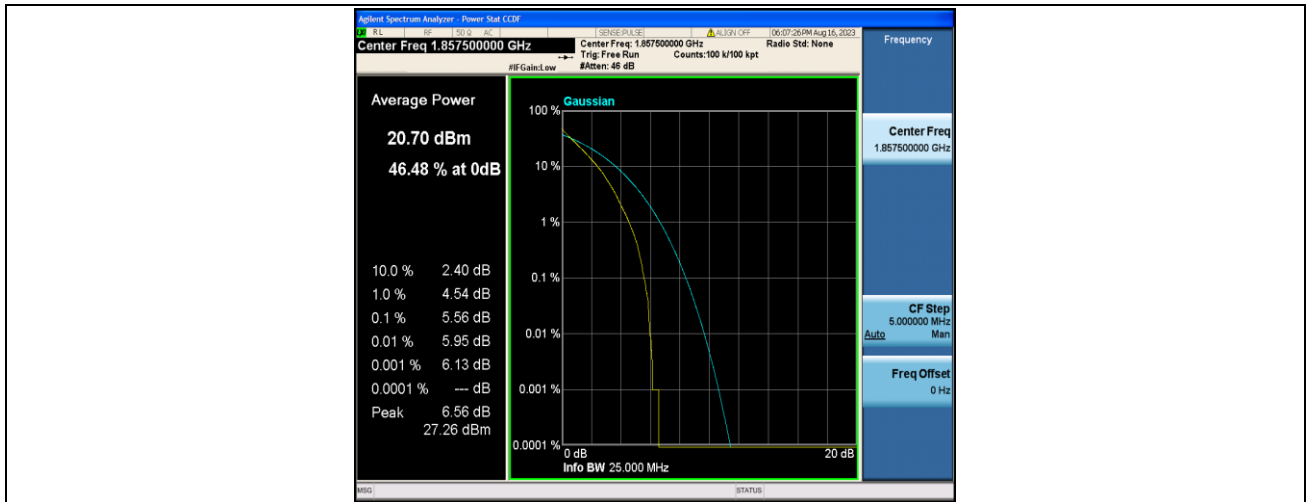 Agilent Spectrum Analyzer - Power Stat CCDF
LXI RL RF 50 Ω AC SENSE:PULSE ALIGN OFF 06:07:26 PM Aug 16, 2023
Center Freq 1.857500000 GHz
Center Freq: 1.857500000 GHz Radio Std: None
Trig: Free Run Counts:100 k/100 kpt
#IFGain:Low #Atten: 46 dB
Frequency
Average Power
20.70 dBm
46.48 % at 0dB
10.0 % 2.40 dB
1.0 % 4.54 dB
0.1 % 5.56 dB
0.01 % 5.95 dB
0.001 % 6.13 dB
0.0001 % --- dB
Peak 6.56 dB
27.26 dBm
Gaussian
100 %
10 %
1 %
0.1 %
0.01 %
0.001 %
0.0001 %
0 dB 20 dB
Info BW 25.000 MHz
Center Freq
1.857500000 GHz
CF Step
5.000000 MHz
Auto Man
Freq Offset
0 Hz
MSG STATUS